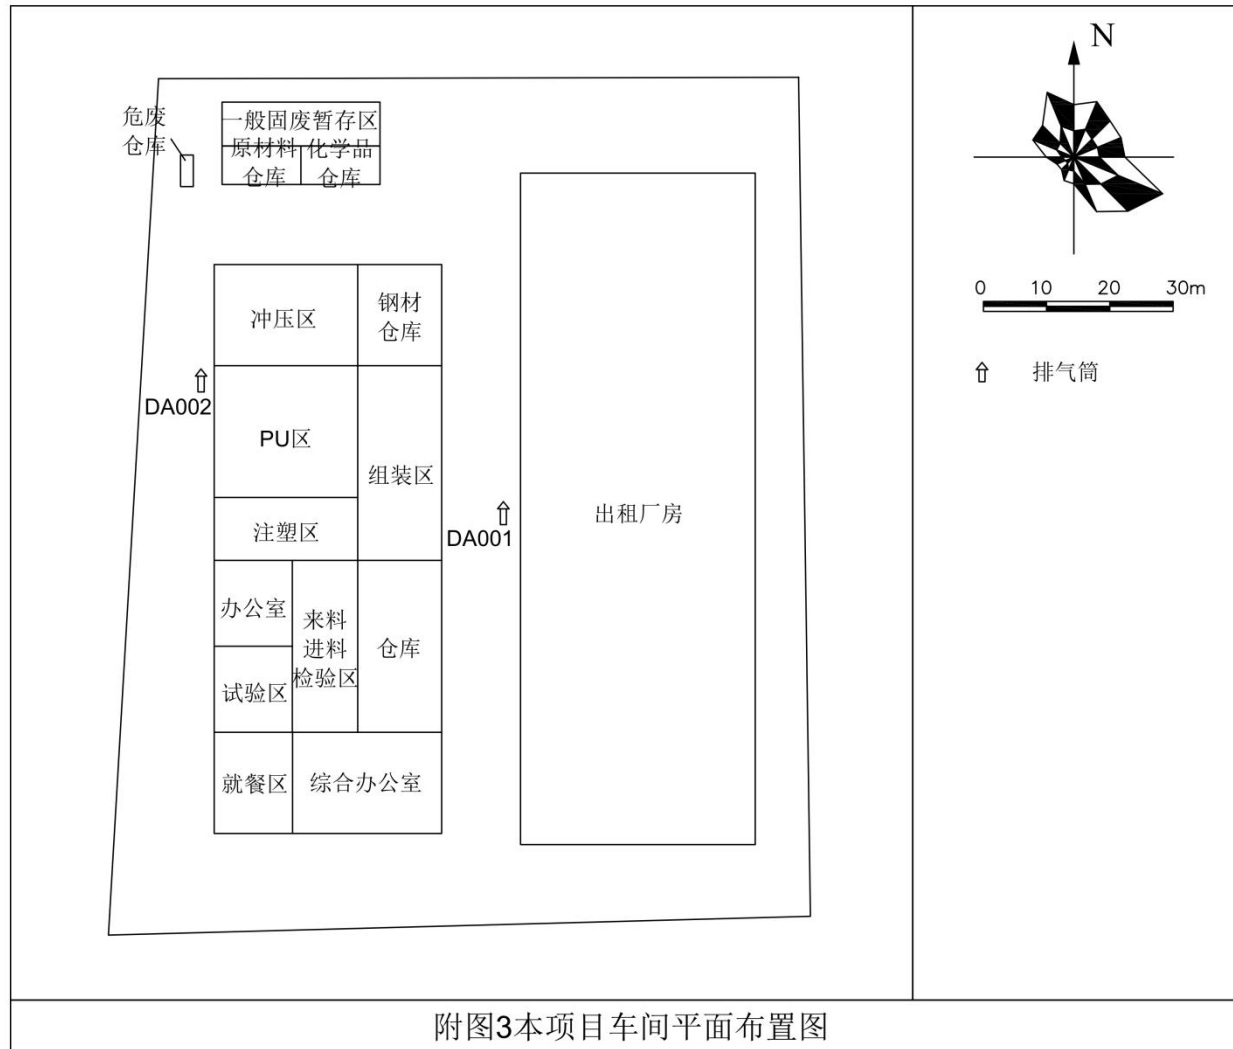 危废
仓库
一般固废暂存区
原材料
仓库
化学品
仓库
冲压区
钢材
仓库
DA002
PU区
组装区
注塑区
DA001
出租厂房
办公室
来料
进料
检验区
仓库
试验区
就餐区
综合办公室
N
0 10 20 30m
排气筒
附图3本项目车间平面布置图